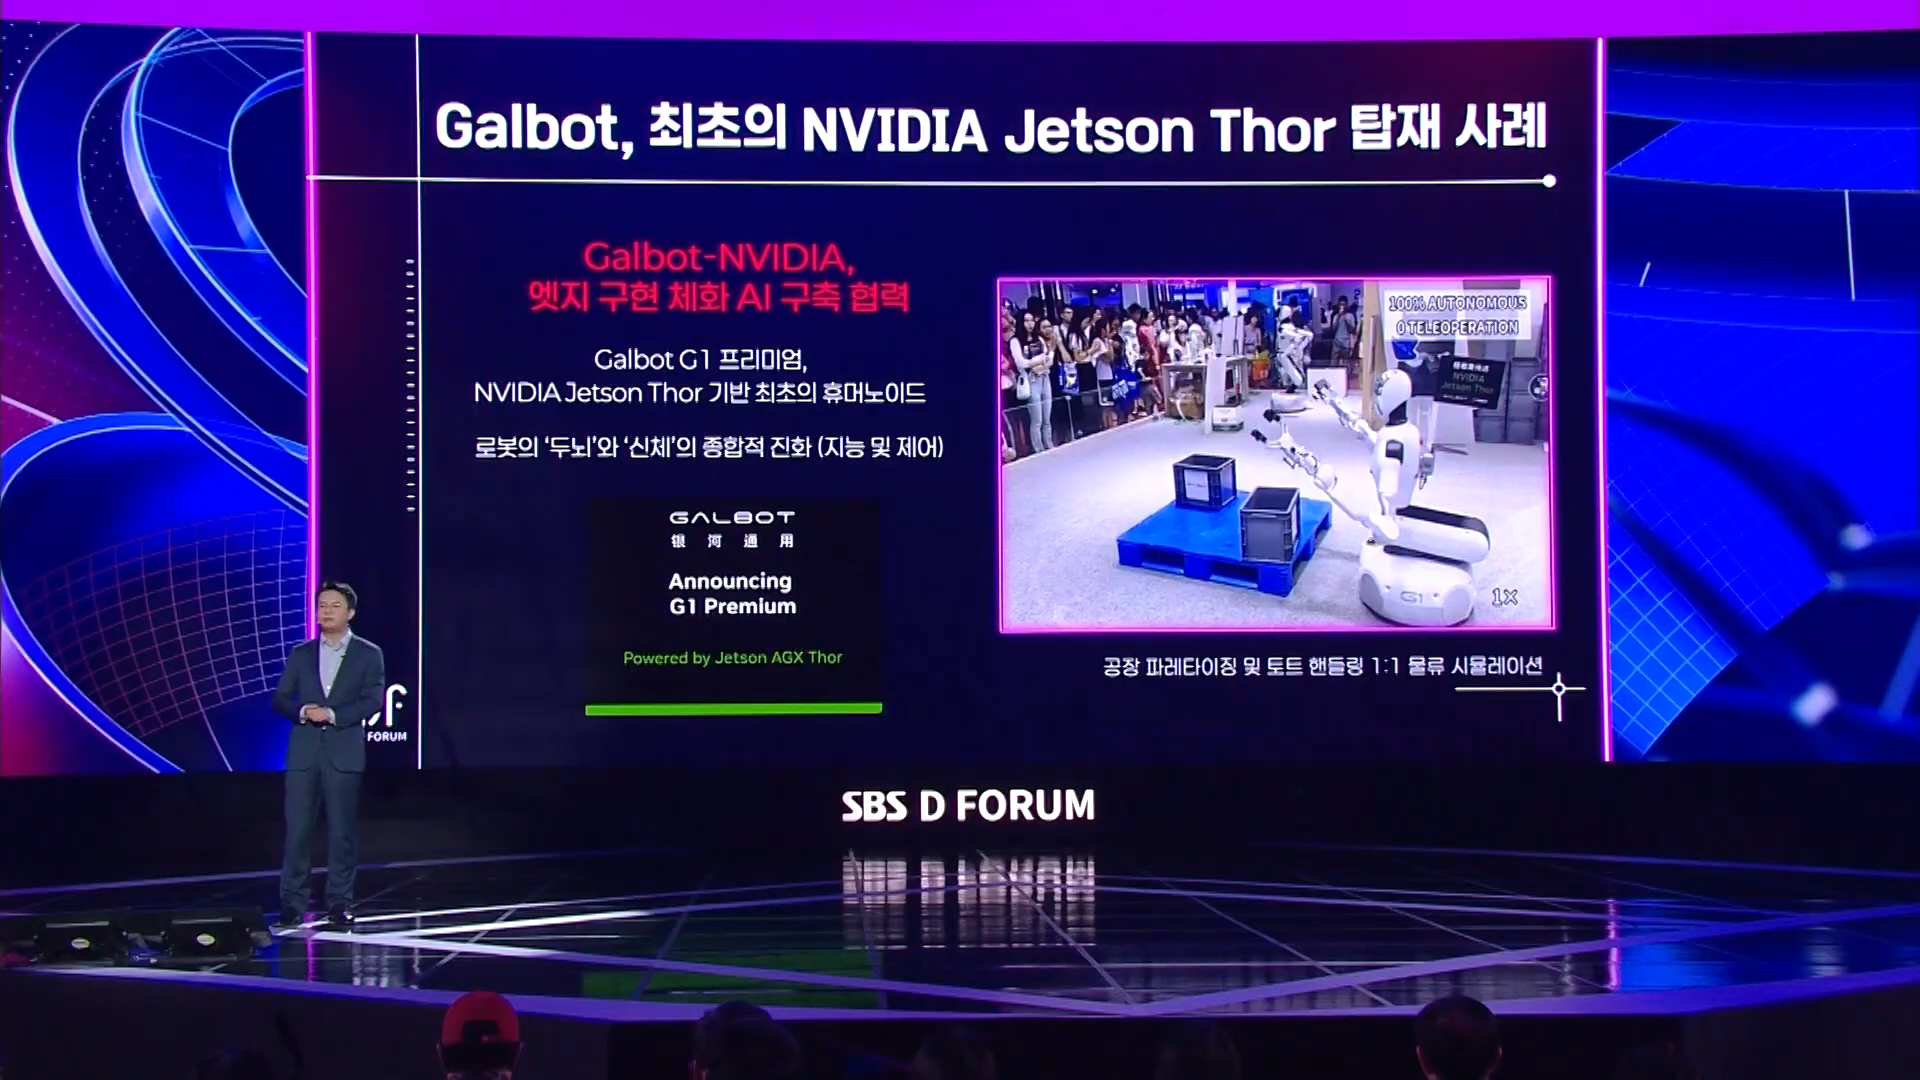 Galbot, 최초의 NVIDIA Jetson Thor 탑재 사례
Galbot-NVIDIA,
엣지 구현 체화 AI 구축 협력
Galbot G1 프리미엄,
NVIDIA Jetson Thor 기반 최초의 휴머노이드
로봇의 ‘두뇌’와 ‘신체’의 종합적 진화 (지능 및 제어)
GALBOT
银河通用
Announcing
G1 Premium
Powered by Jetson AGX Thor
100% AUTONOMOUS
0 TELEOPERATION
NVIDIA
Jetson Thor
G1
1x
공장 파레타이징 및 토트 핸들링 1:1 물류 시뮬레이션
FORUM
SBS D FORUM